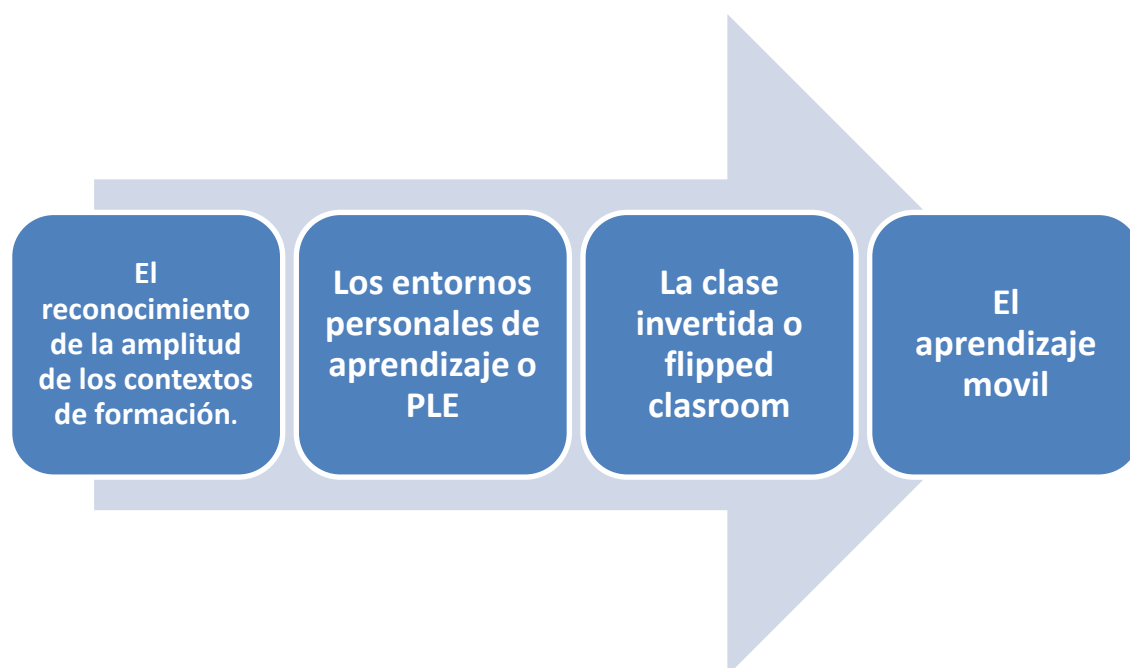 El
reconocimiento
de la amplitud
de los contextos
de formación.
Los entornos
personales de
aprendizaje o
PLE
La clase
invertida o
flipped
clasroom
El
aprendizaje
movil